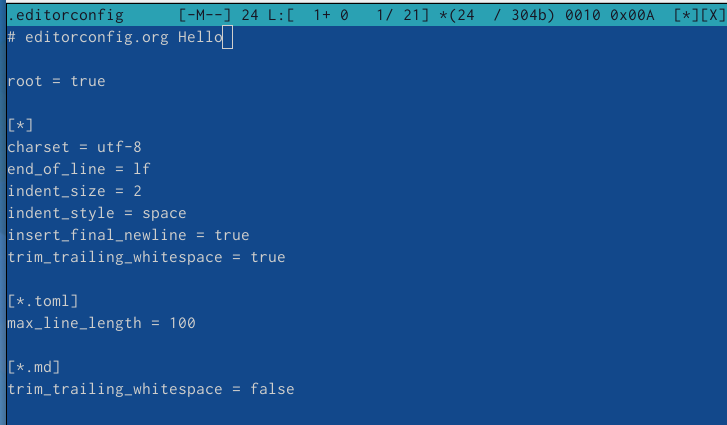 .editorconfig [-M--] 24 L:[ 1+ 0 1/ 21] *(24 / 304b) 0010 0x00A [*][X]
# editorconfig.org Hello
root = true
[*]
charset = utf-8
end_of_line = lf
indent_size = 2
indent_style = space
insert_final_newline = true
trim_trailing_whitespace = true
[*.toml]
max_line_length = 100
[*.md]
trim_trailing_whitespace = false